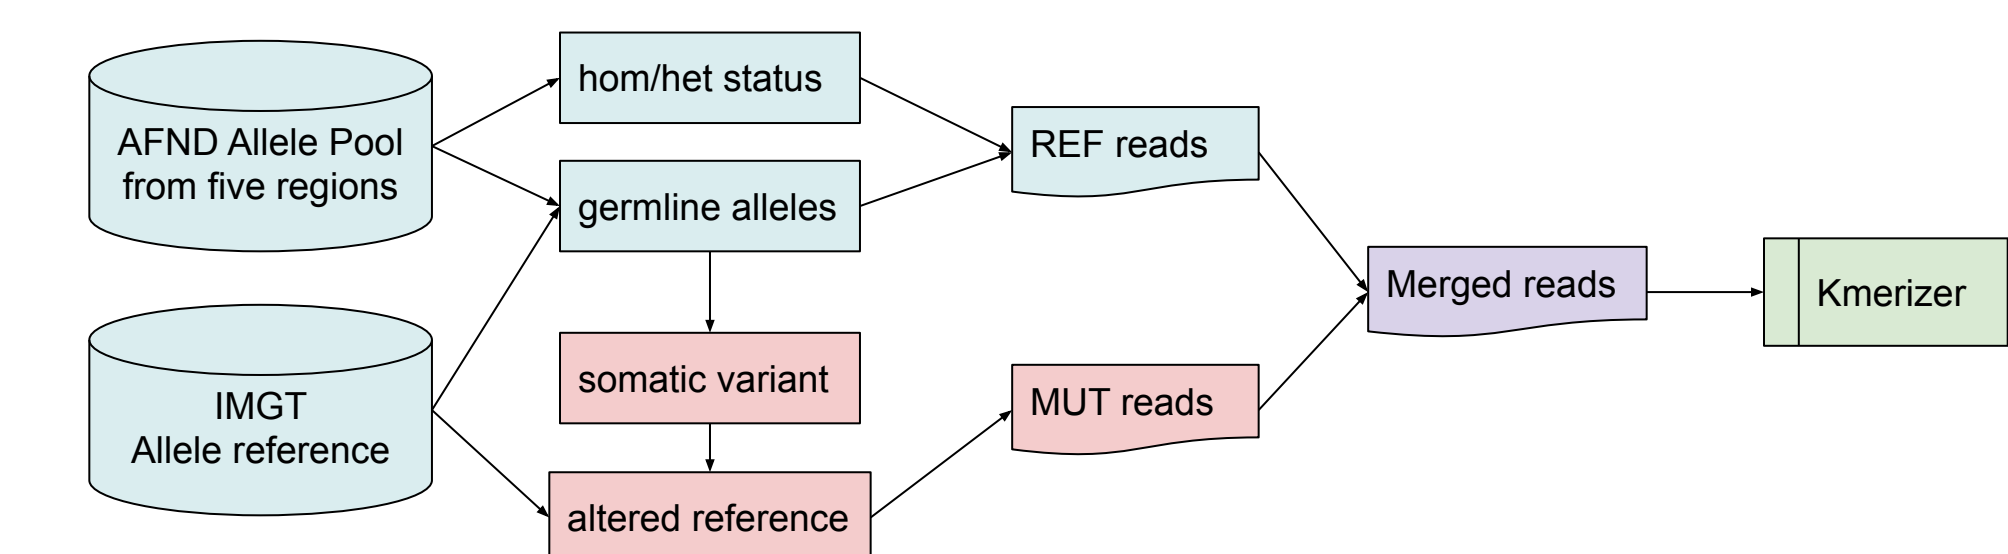 AFND Allele Pool
from five regions
IMGT
Allele reference
hom/het status
germline alleles
somatic variant
altered reference
REF reads
MUT reads
Merged reads
Kmerizer